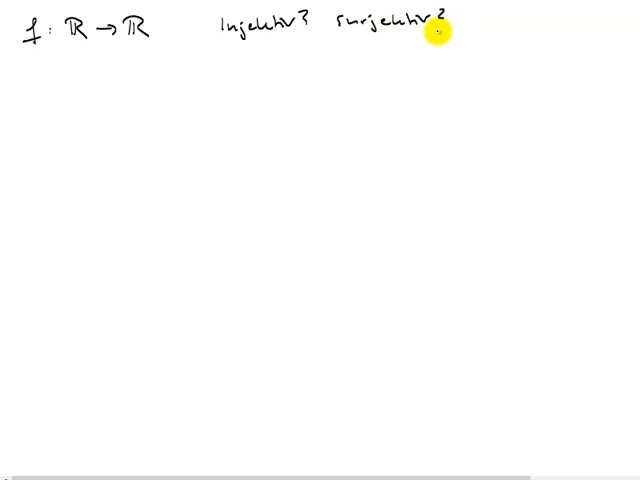 f : ℝ → ℝ injektiv? surjektiv?